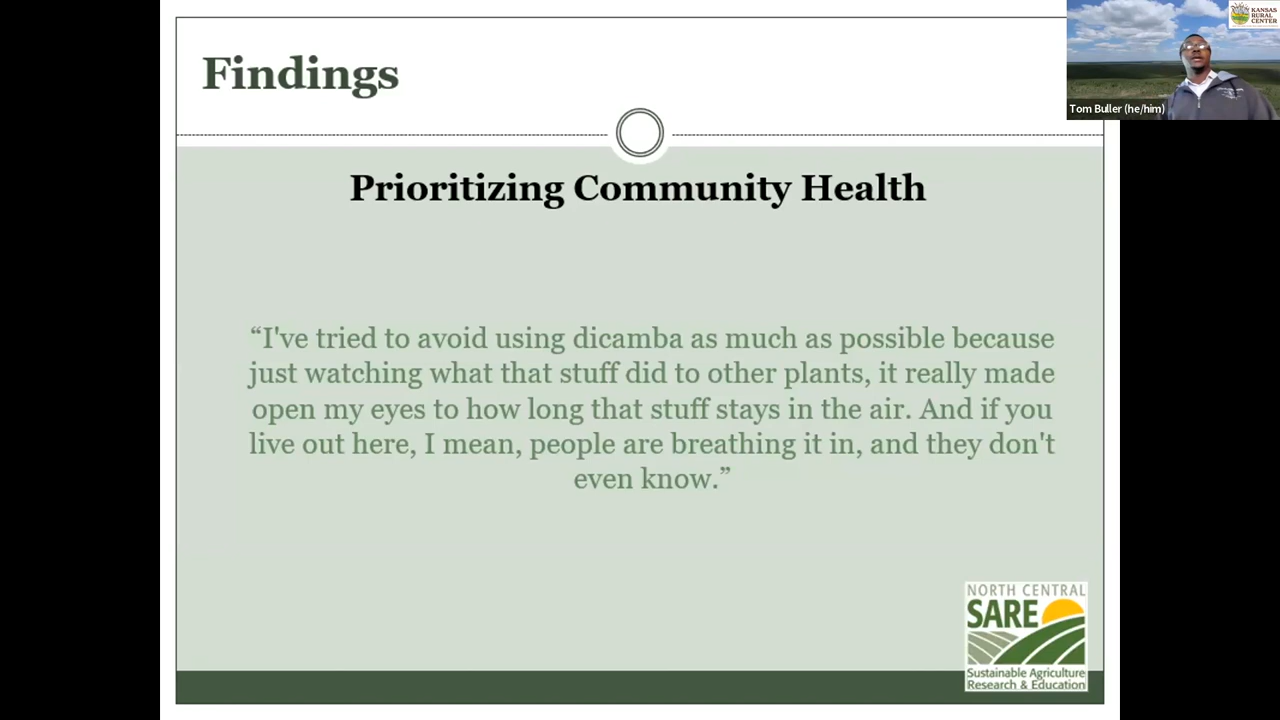 Findings
Prioritizing Community Health
“I've tried to avoid using dicamba as much as possible because
just watching what that stuff did to other plants, it really made
open my eyes to how long that stuff stays in the air. And if you
live out here, I mean, people are breathing it in, and they don't
even know.”
NORTH CENTRAL
SARE
Sustainable Agriculture
Research & Education
KANSAS
RURAL
CENTER
Tom Buller (he/him)